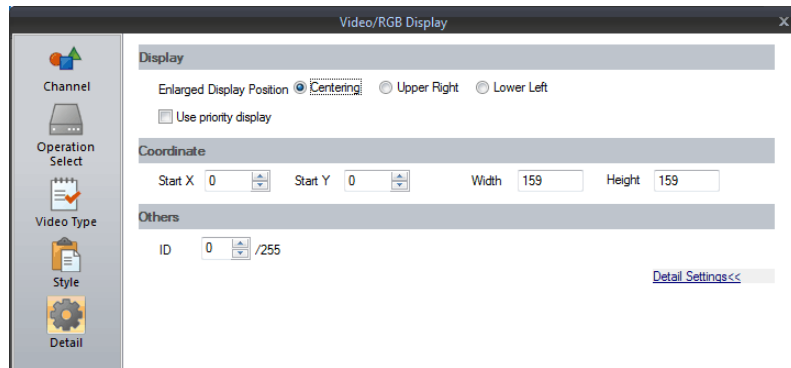 Video/RGB Display
x
Channel
Operation
Select
Video Type
Style
Detail
Display
Enlarged Display Position Centering Upper Right Lower Left
Use priority display
Coordinate
Start X 0 Start Y 0 Width 159 Height 159
Others
ID 0 /255
Detail Settings<<